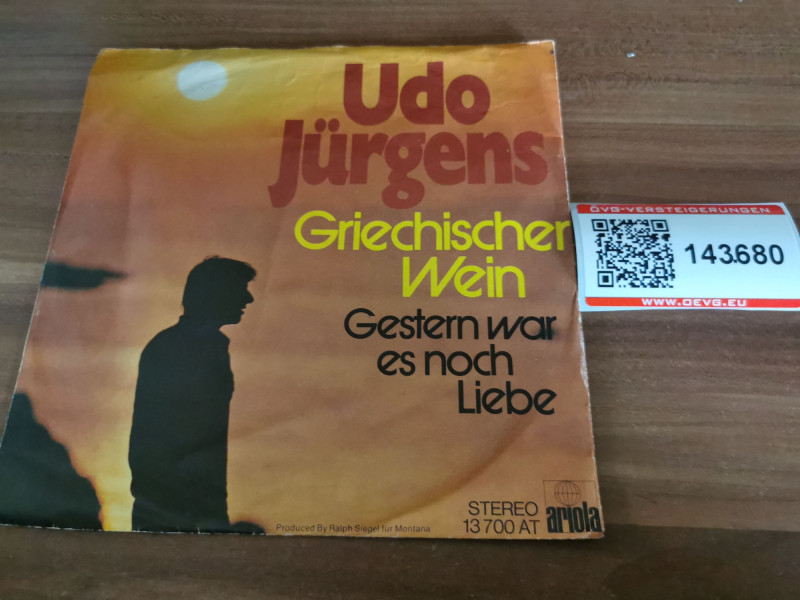 Udo
Jürgens
Griechischer
Wein
Gestern war
es noch
Liebe
Produced By Ralph Siegel für Montana
STEREO
13 700 AT
ariola
ÖVG-VERSTEIGERUNGEN
143680
WWW.OEVG.EU